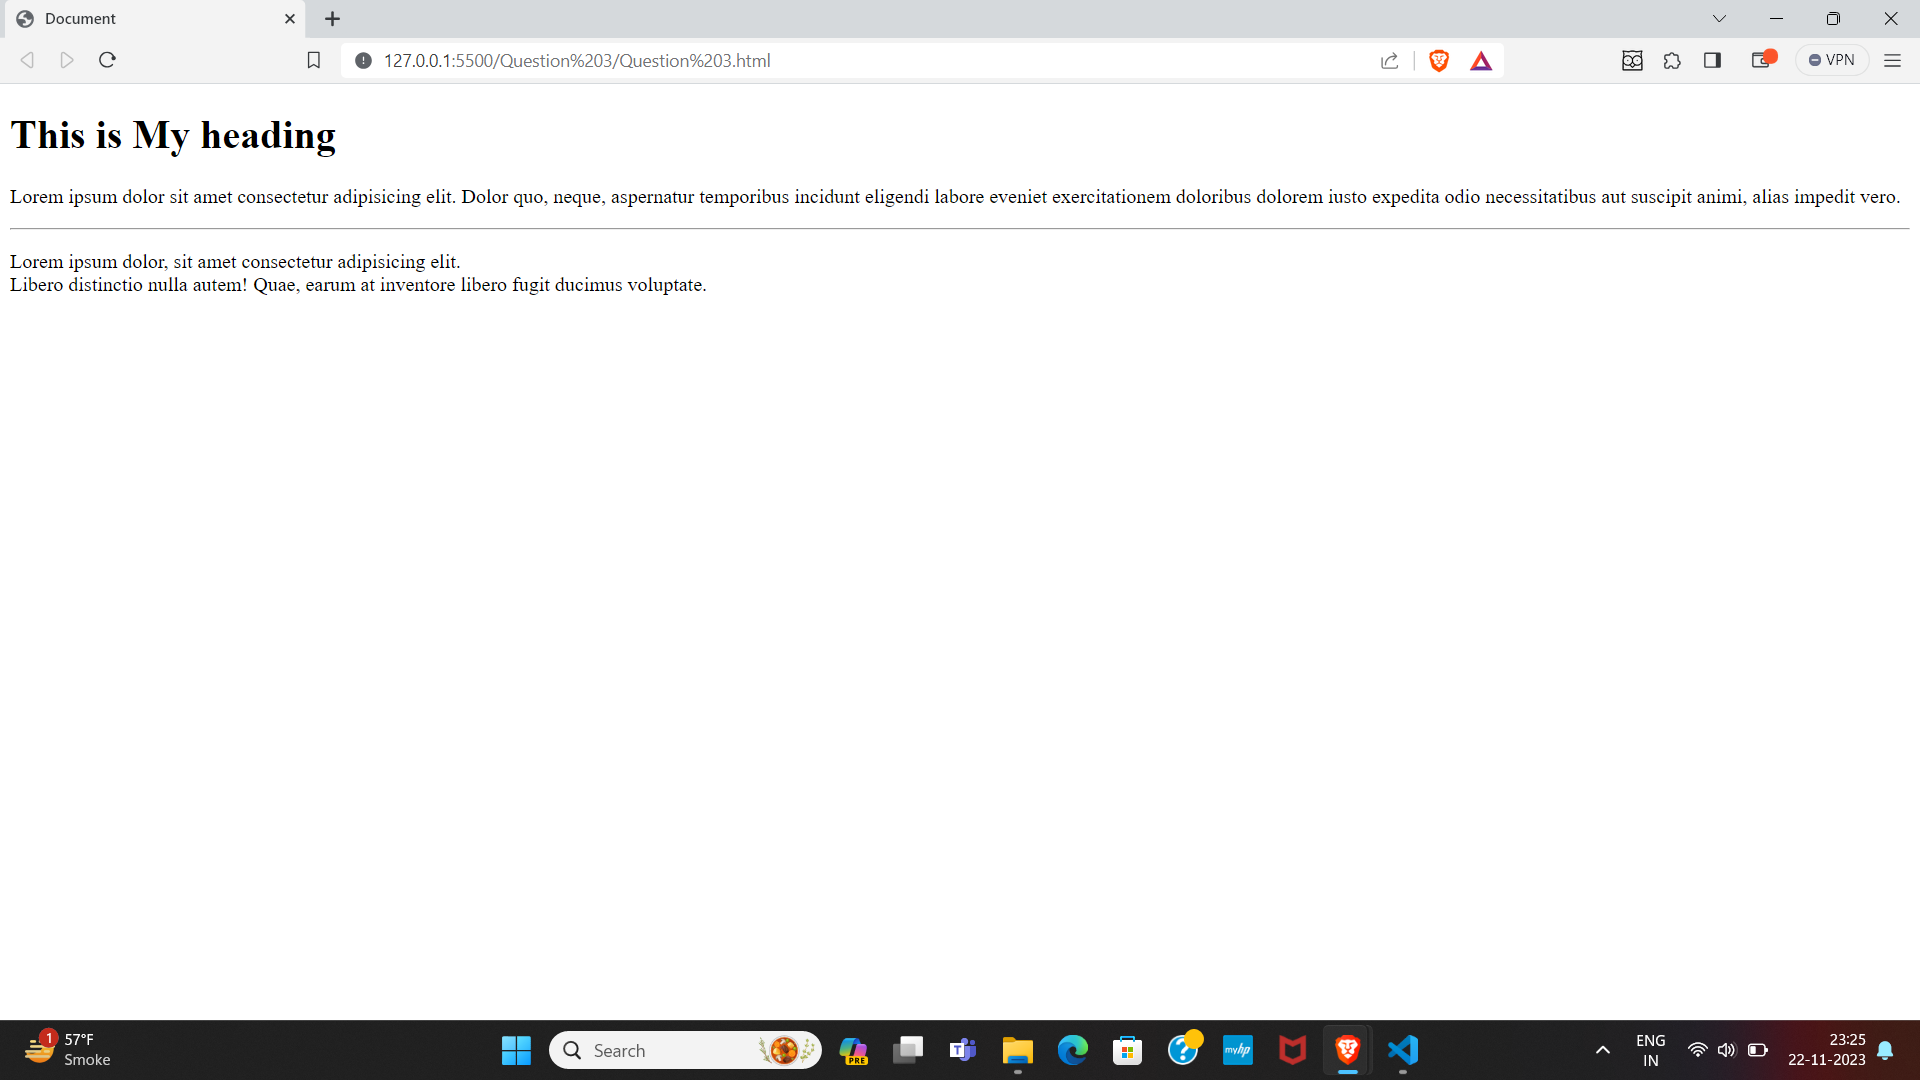 Document
127.0.0.1:5500/Question%203/Question%203.html
VPN
This is My heading
Lorem ipsum dolor sit amet consectetur adipisicing elit. Dolor quo, neque, aspernatur temporibus incidunt eligendi labore eveniet exercitationem doloribus dolorem iusto expedita odio necessitatibus aut suscipit animi, alias impedit vero.
Lorem ipsum dolor, sit amet consectetur adipisicing elit.
Libero distinctio nulla autem! Quae, earum at inventore libero fugit ducimus voluptate.
1
57°F
Smoke
Search
PRE
T
?
myhp
ENG
IN
23:25
22-11-2023